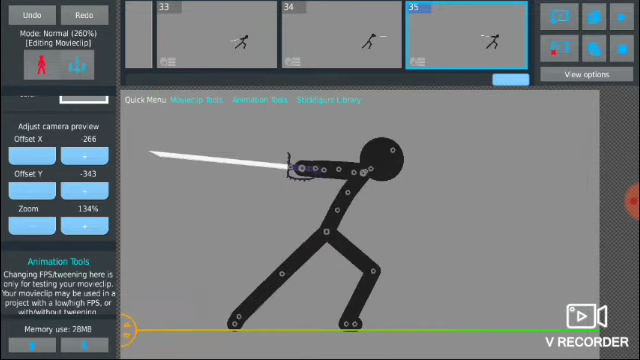 Undo Redo
Mode: Normal (260%)
[Editing Movieclip]
Adjust camera preview
Offset X -266
- +
Offset Y -343
- +
Zoom 134%
- +
Animation Tools
Changing FPS/tweening here is
only for testing your movieclip.
Your movieclip may be used in a
project with a low/high FPS, or
with/without tweening
Memory use: 28MB
33
34
35
View options
Quick Menu Movieclip Tools Animation Tools Stickfigure Library
V RECORDER